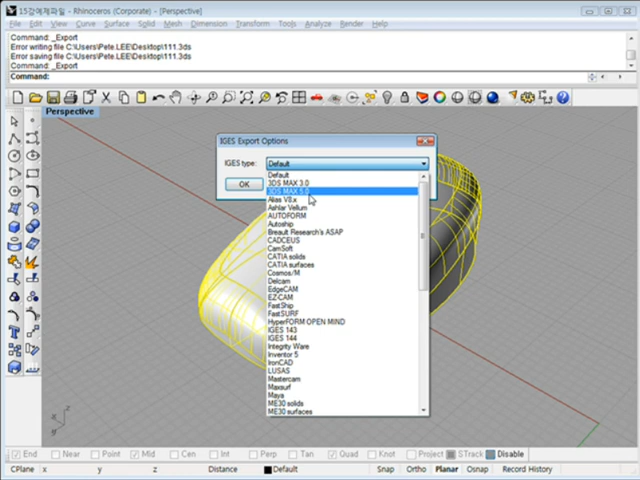 15강예제파일 - Rhinoceros (Corporate) - [Perspective]
File Edit View Curve Surface Solid Mesh Dimension Transform Tools Analyze Render Help
Command: _Export
Error writing file C:\Users\Pete.LEE\Desktop\111.3ds
Error saving file C:\Users\Pete.LEE\Desktop\111.3ds
Command: _Export
Command:
Perspective
IGES Export Options
IGES type: Default
OK
Default
3DS MAX 3.0
3DS MAX 5.0
Alias V8.x
Ashlar Vellum
AUTOFORM
Autoship
Breault Research's ASAP
CADCEUS
CamSoft
CATIA solids
CATIA surfaces
Cosmos/M
Delcam
EdgeCAM
EZ-CAM
FastShip
FastSURF
HyperFORM OPEN MIND
IGES 143
IGES 144
Integrity Ware
Inventor 5
IronCAD
LUSAS
Mastercam
Maxsurf
Maya
ME30 solids
ME30 surfaces
z
x
y
End Near Point Mid Cen Int Perp Tan Quad Knot Project STrack Disable
CPlane x y z Distance Default Snap Ortho Planar Osnap Record History